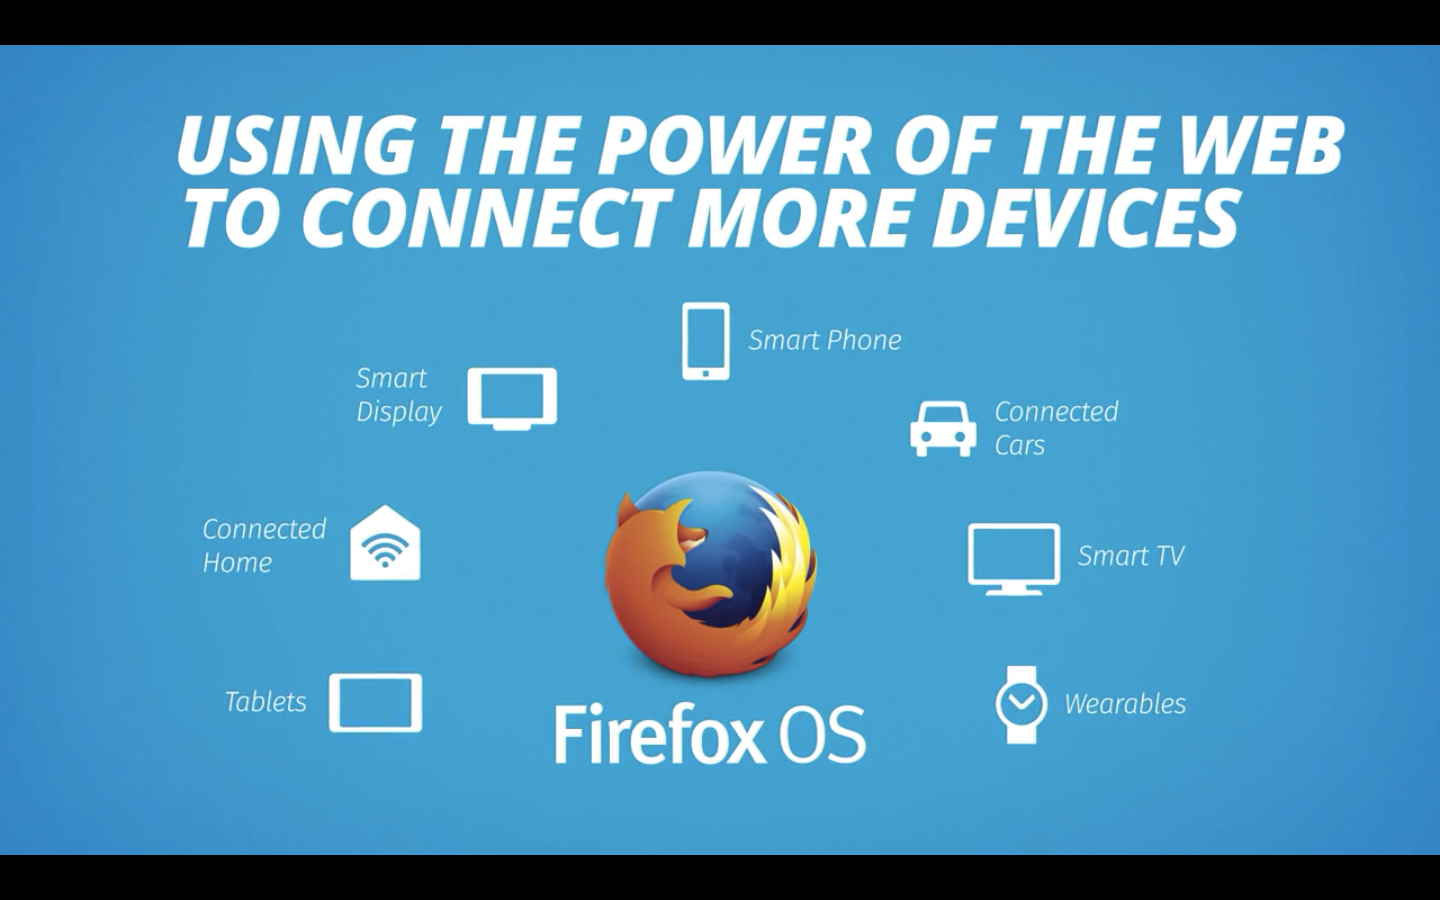 USING THE POWER OF THE WEB
TO CONNECT MORE DEVICES
Smart Phone
Smart
Display
Connected
Cars
Connected
Home
Smart TV
Tablets
Wearables
Firefox OS